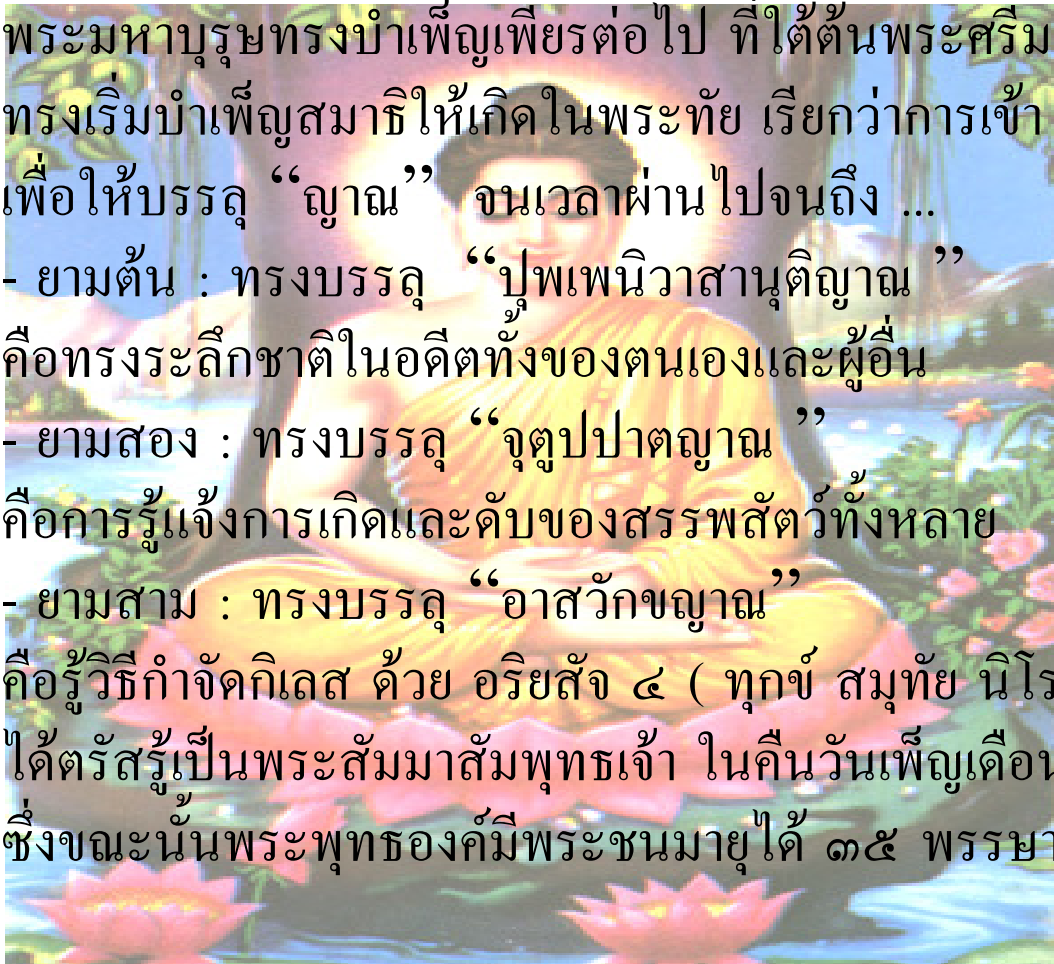 พระมหาบุรุษทรงบำเพ็ญเพียรต่อไป ที่ใต้ต้นพระศรีม
ทรงเริ่มบำเพ็ญสมาธิให้เกิดในพระทัย เรียกว่าการเข้า
เพื่อให้บรรลุ “ญาณ” จนเวลาผ่านไปจนถึง ...
- ยามต้น : ทรงบรรลุ “ปุพเพนิวาสานุติญาณ ”
คือทรงระลึกชาติในอดีตทั้งของตนเองและผู้อื่น
- ยามสอง : ทรงบรรลุ “จุตูปปาตญาณ ”
คือการรู้แจ้งการเกิดและดับของสรรพสัตว์ทั้งหลาย
- ยามสาม : ทรงบรรลุ “อาสวักขญาณ”
คือรู้วิธีกำจัดกิเลส ด้วย อริยสัจ ๔ ( ทุกข์ สมุทัย นิโร
ได้ตรัสรู้เป็นพระสัมมาสัมพุทธเจ้า ในคืนวันเพ็ญเดือน
ซึ่งขณะนั้นพระพุทธองค์มีพระชนมายุได้ ๓๕ พรรษา